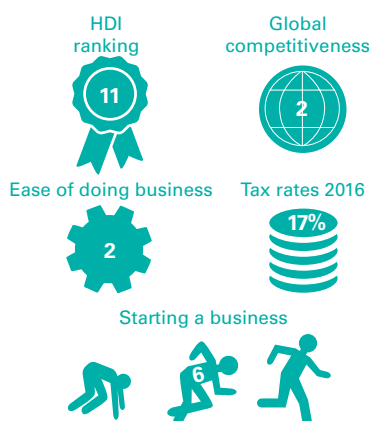 HDI
ranking
11
Global
competitiveness
2
Ease of doing business
2
Tax rates 2016
17%
Starting a business
6